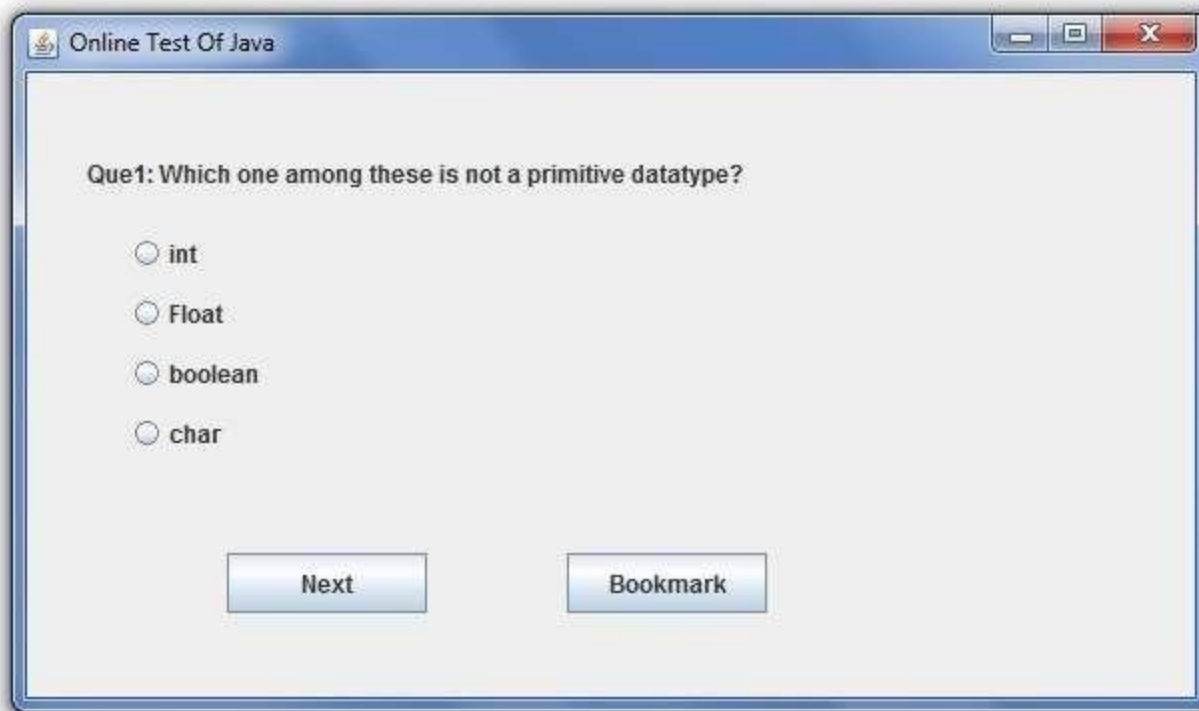 Online Test Of Java
Que1: Which one among these is not a primitive datatype?
int
Float
boolean
char
Next
Bookmark